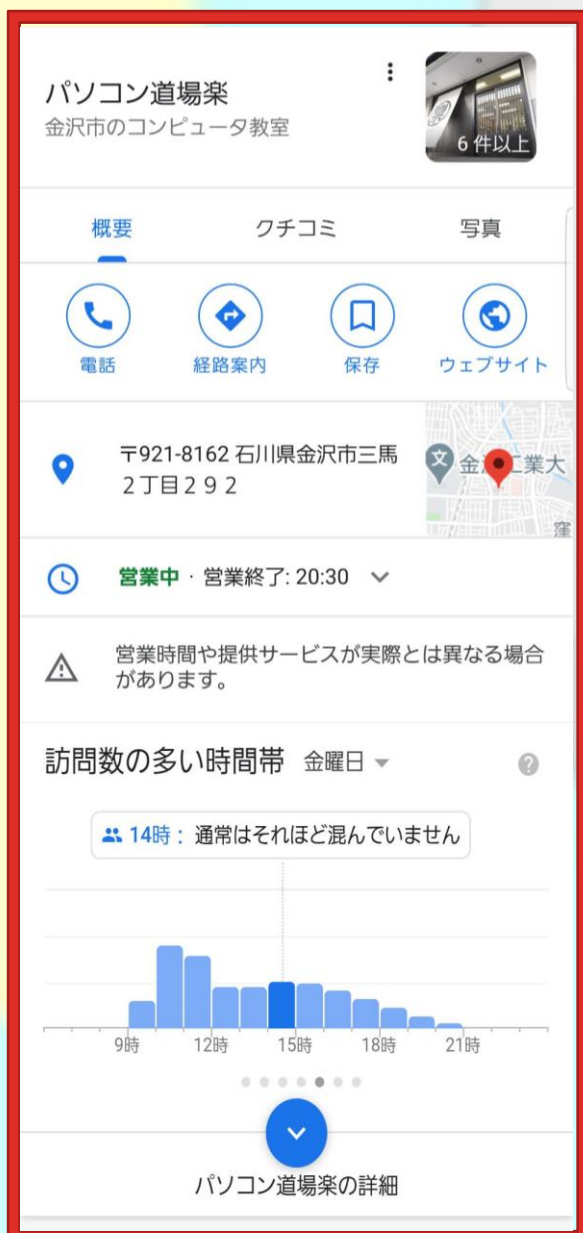 パソコン道場楽
金沢市のコンピュータ教室
6 件以上
概要
クチコミ
写真
電話
経路案内
保存
ウェブサイト
〒921-8162 石川県金沢市三馬
２丁目２９２
文
金
工業大
窪
営業中 · 営業終了: 20:30
営業時間や提供サービスが実際とは異なる場合
があります。
訪問数の多い時間帯 金曜日
?
14時： 通常はそれほど混んでいません
9時 12時 15時 18時 21時
パソコン道場楽の詳細